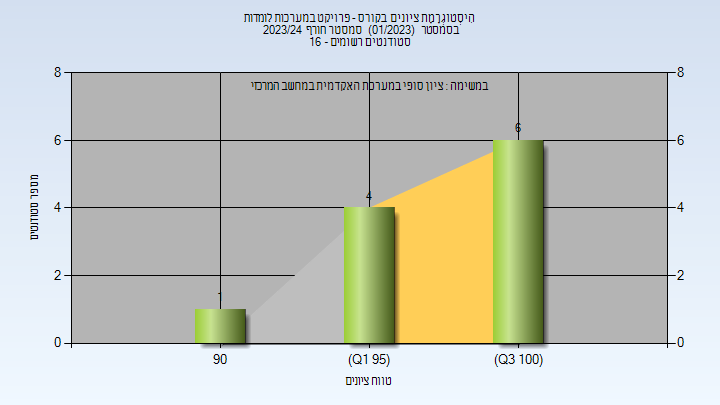 היסטוגרמת ציונים בקורס - פרויקט במערכות לומדות
בסמסטר (01/2023) סמסטר חורף 2023/24
סטודנטים רשומים - 16
במשימה : ציון סופי במערכת האקדמית במחשב המרכזי
8
8
6
6
6
4
4
4
2
2
0
0
מספר סטודנטים
90
(Q1 95)
(Q3 100)
טווח ציונים